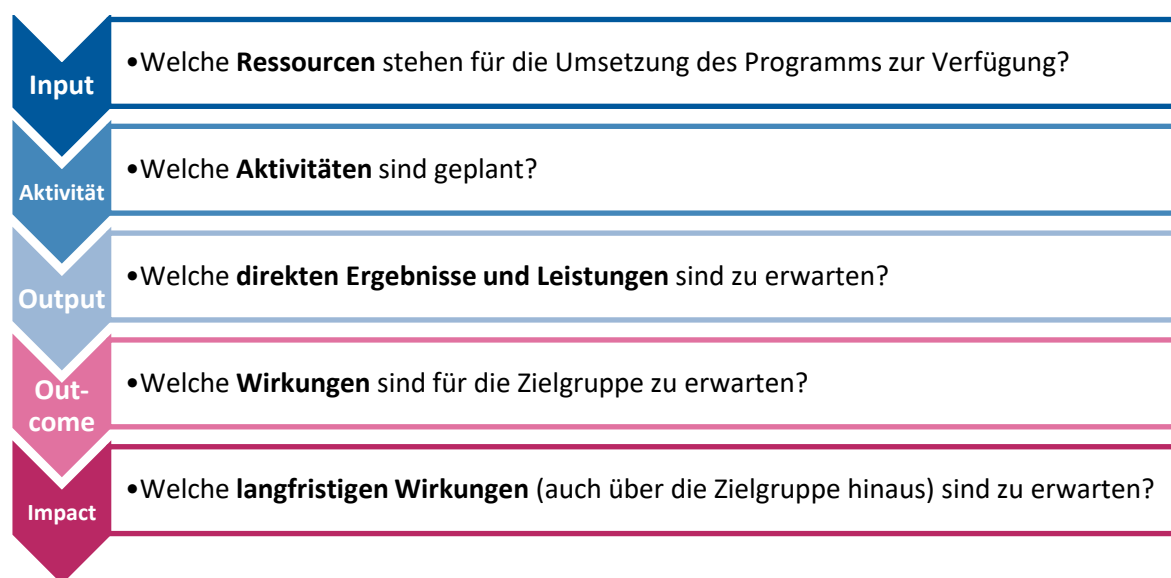 Input
•Welche Ressourcen stehen für die Umsetzung des Programms zur Verfügung?
Aktivität
•Welche Aktivitäten sind geplant?
Output
•Welche direkten Ergebnisse und Leistungen sind zu erwarten?
Out-
come
•Welche Wirkungen sind für die Zielgruppe zu erwarten?
Impact
•Welche langfristigen Wirkungen (auch über die Zielgruppe hinaus) sind zu erwarten?